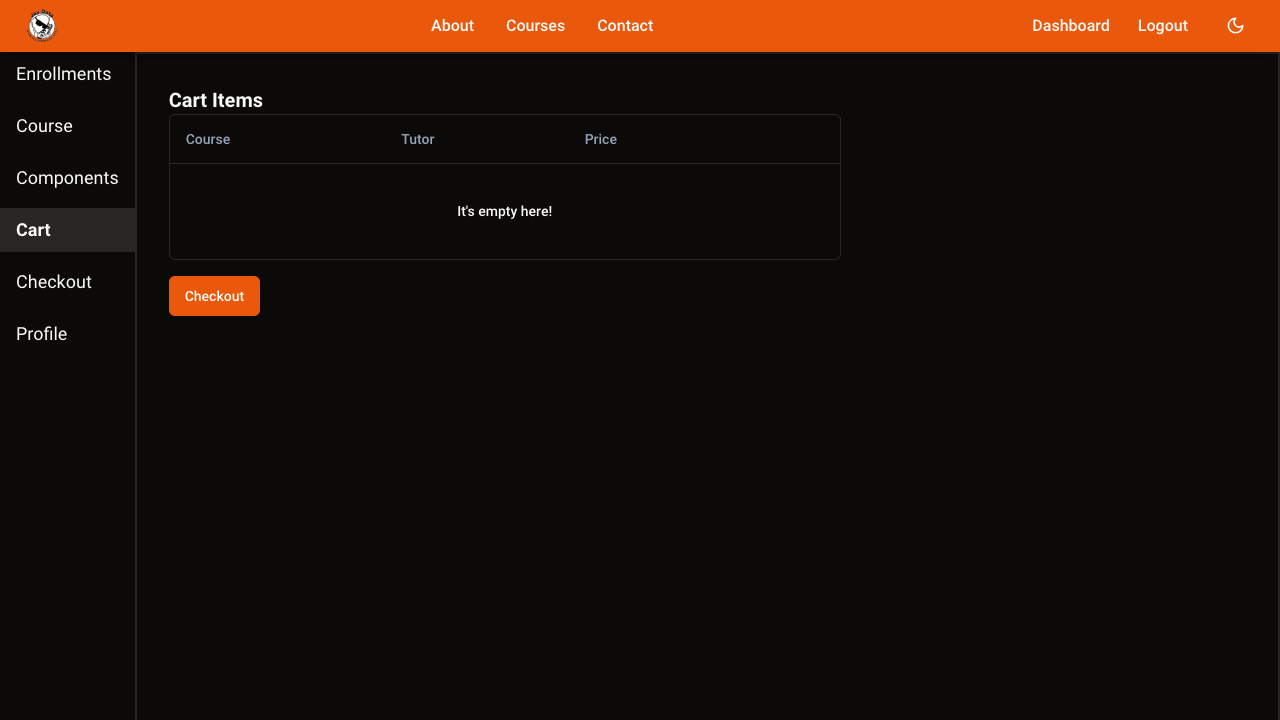 About Courses Contact Dashboard Logout
Enrollments
Course
Components
Cart
Checkout
Profile
Cart Items
Course Tutor Price
It's empty here!
Checkout